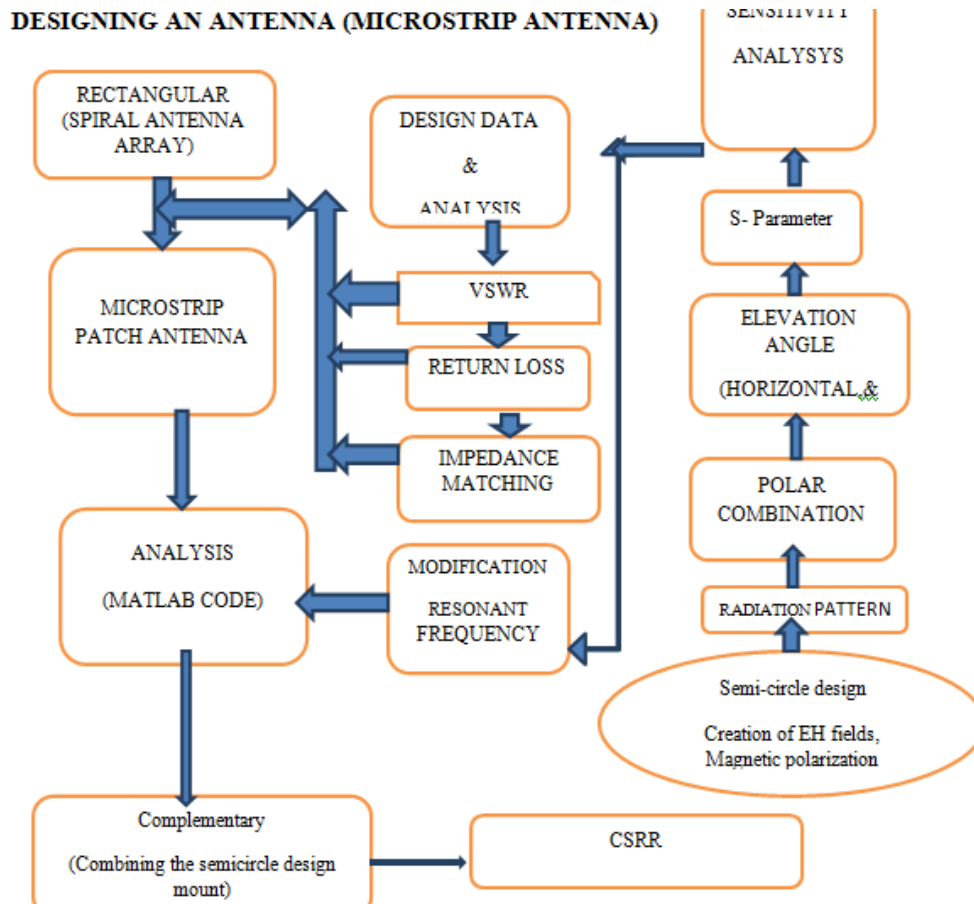 DESIGNING AN ANTENNA (MICROSTRIP ANTENNA)
RECTANGULAR
(SPIRAL ANTENNA
ARRAY)
MICROSTRIP
PATCH ANTENNA
ANALYSIS
(MATLAB CODE)
Complementary
(Combining the semicircle design
mount)
CSRR
DESIGN DATA
&
ANALYSIS
VSWR
RETURN LOSS
IMPEDANCE
MATCHING
MODIFICATION
RESONANT
FREQUENCY
SENSITIVITY
ANALYSYS
S- Parameter
ELEVATION
ANGLE
(HORIZONTAL &
POLAR
COMBINATION
RADIATION PATTERN
Semi-circle design
Creation of EH fields,
Magnetic polarization